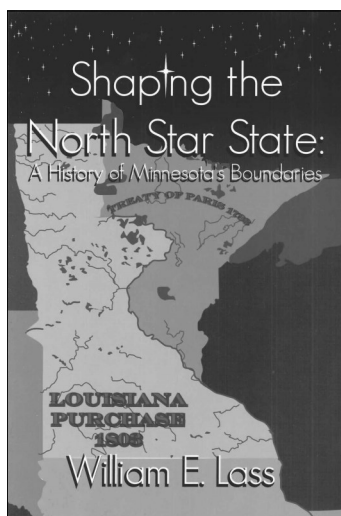 Shaping the
North Star State:
A History of Minnesota's Boundaries
TREATY OF PARIS 1783
LOUISIANA
PURCHASE
1803
William E. Lass